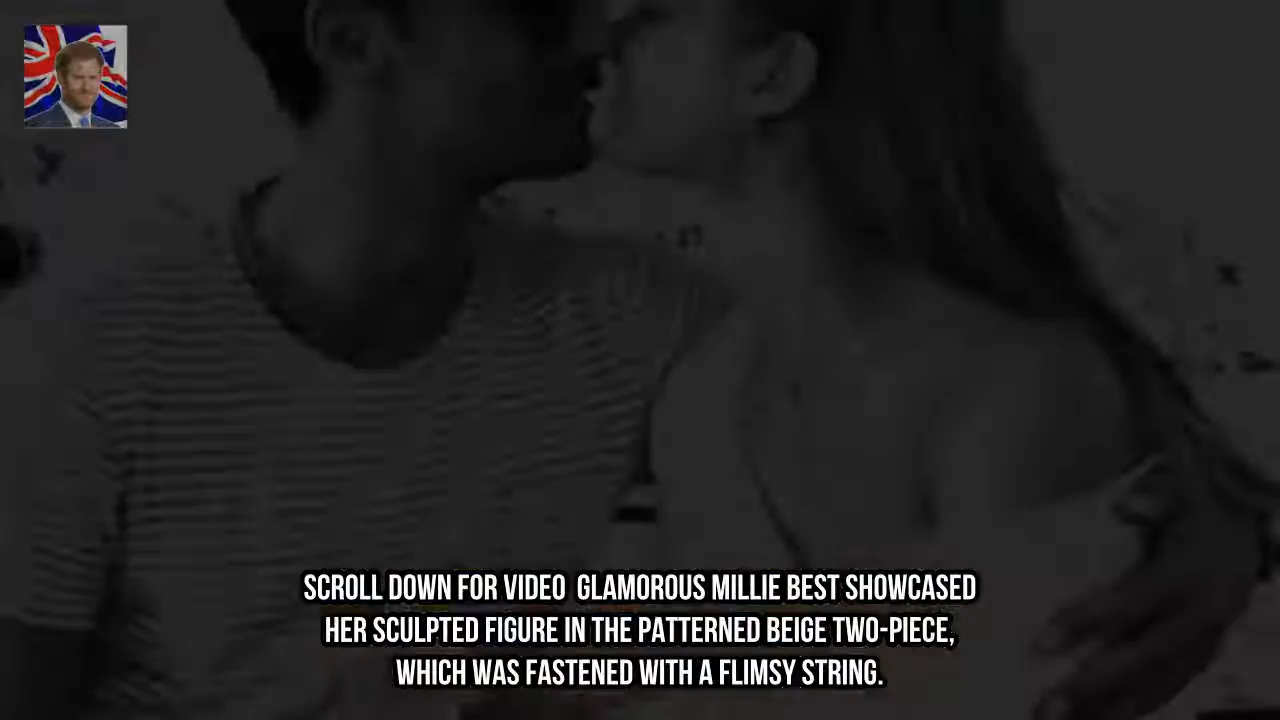 SCROLL DOWN FOR VIDEO  GLAMOROUS MILLIE BEST SHOWCASED
HER SCULPTED FIGURE IN THE PATTERNED BEIGE TWO-PIECE,
WHICH WAS FASTENED WITH A FLIMSY STRING.